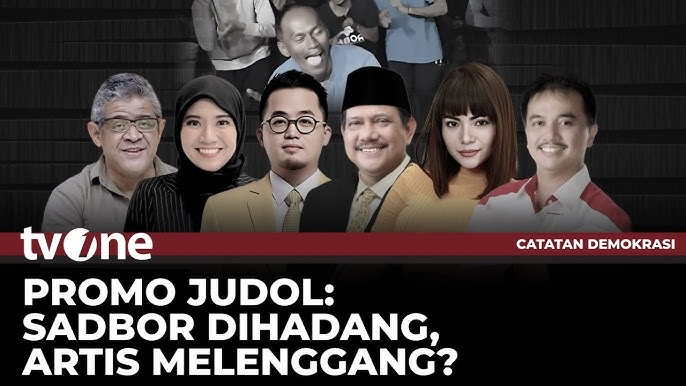 tvOne
CATATAN DEMOKRASI
PROMO JUDOL:
SADBOR DIHADANG,
ARTIS MELENGGANG?